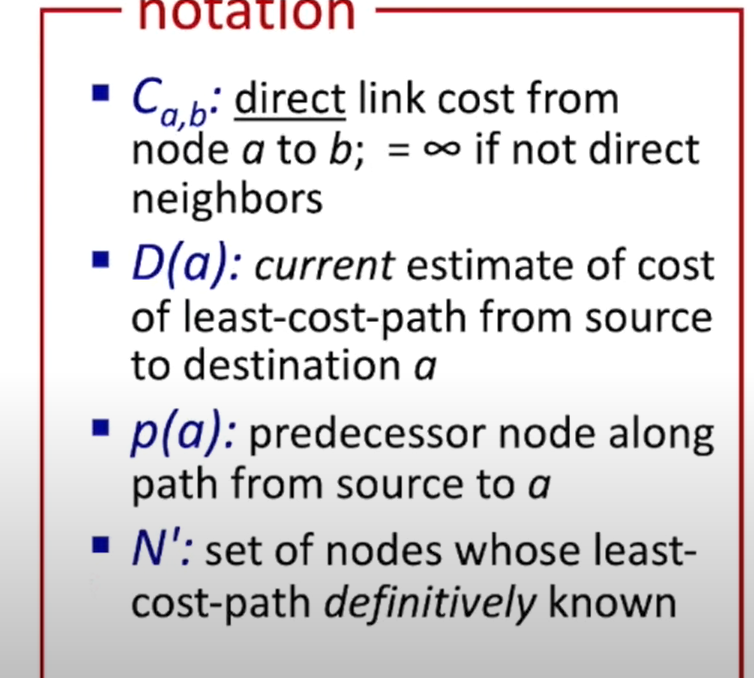 notation
▪ Cₐ,b: direct link cost from
node a to b; = ∞ if not direct
neighbors
▪ D(a): current estimate of cost
of least-cost-path from source
to destination a
▪ p(a): predecessor node along
path from source to a
▪ N': set of nodes whose least-
cost-path definitively known